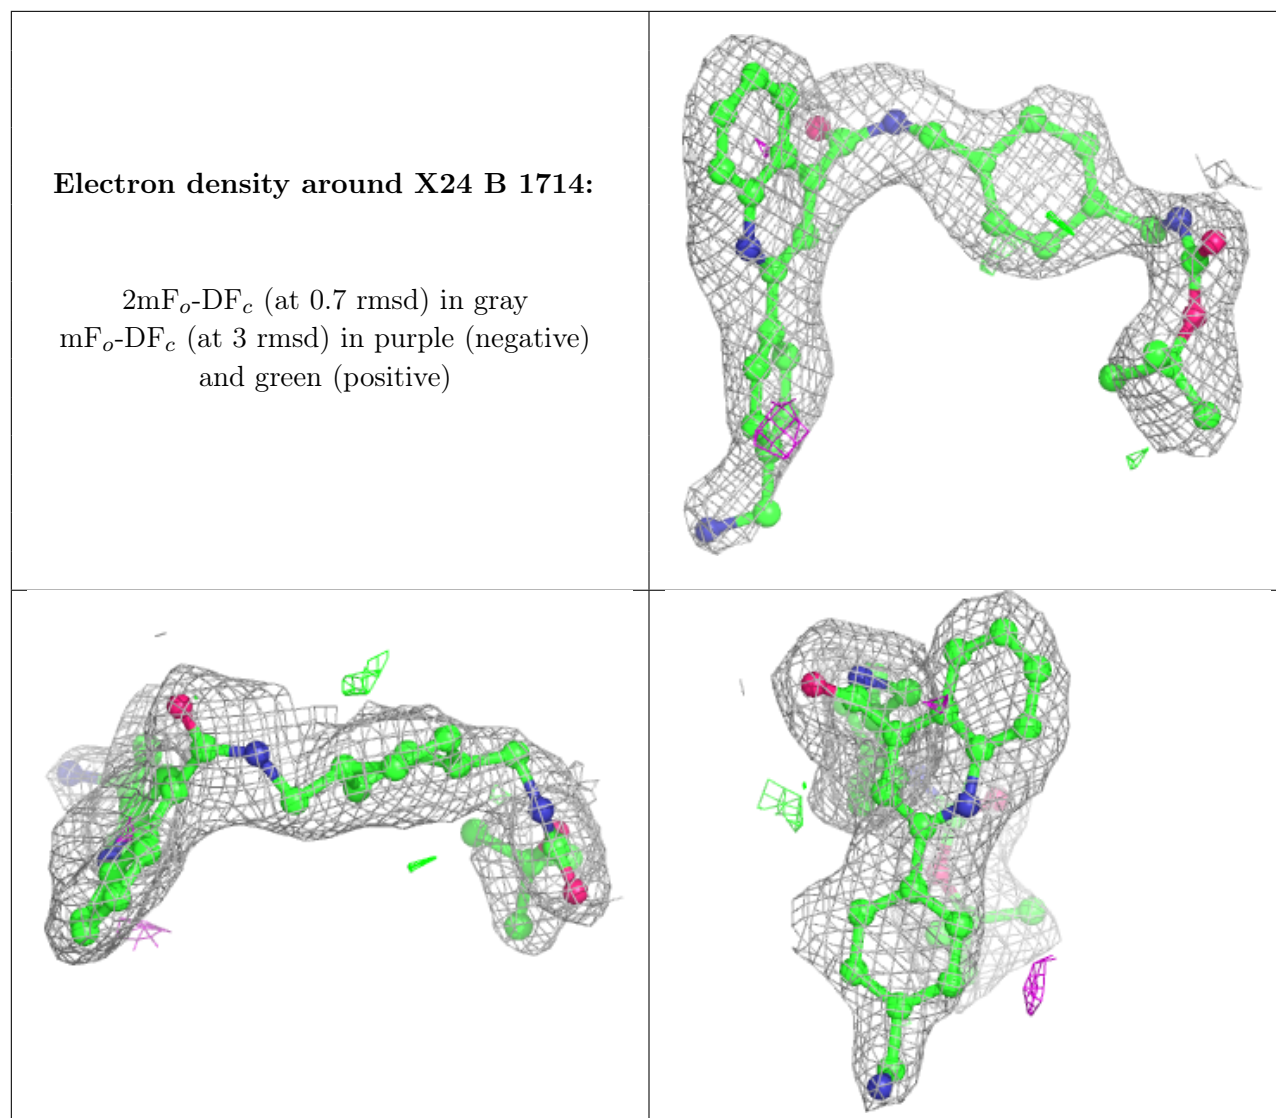 Electron density around X24 B 1714:
2mFₒ-DF𝒸 (at 0.7 rmsd) in gray
mFₒ-DF𝒸 (at 3 rmsd) in purple (negative)
and green (positive)